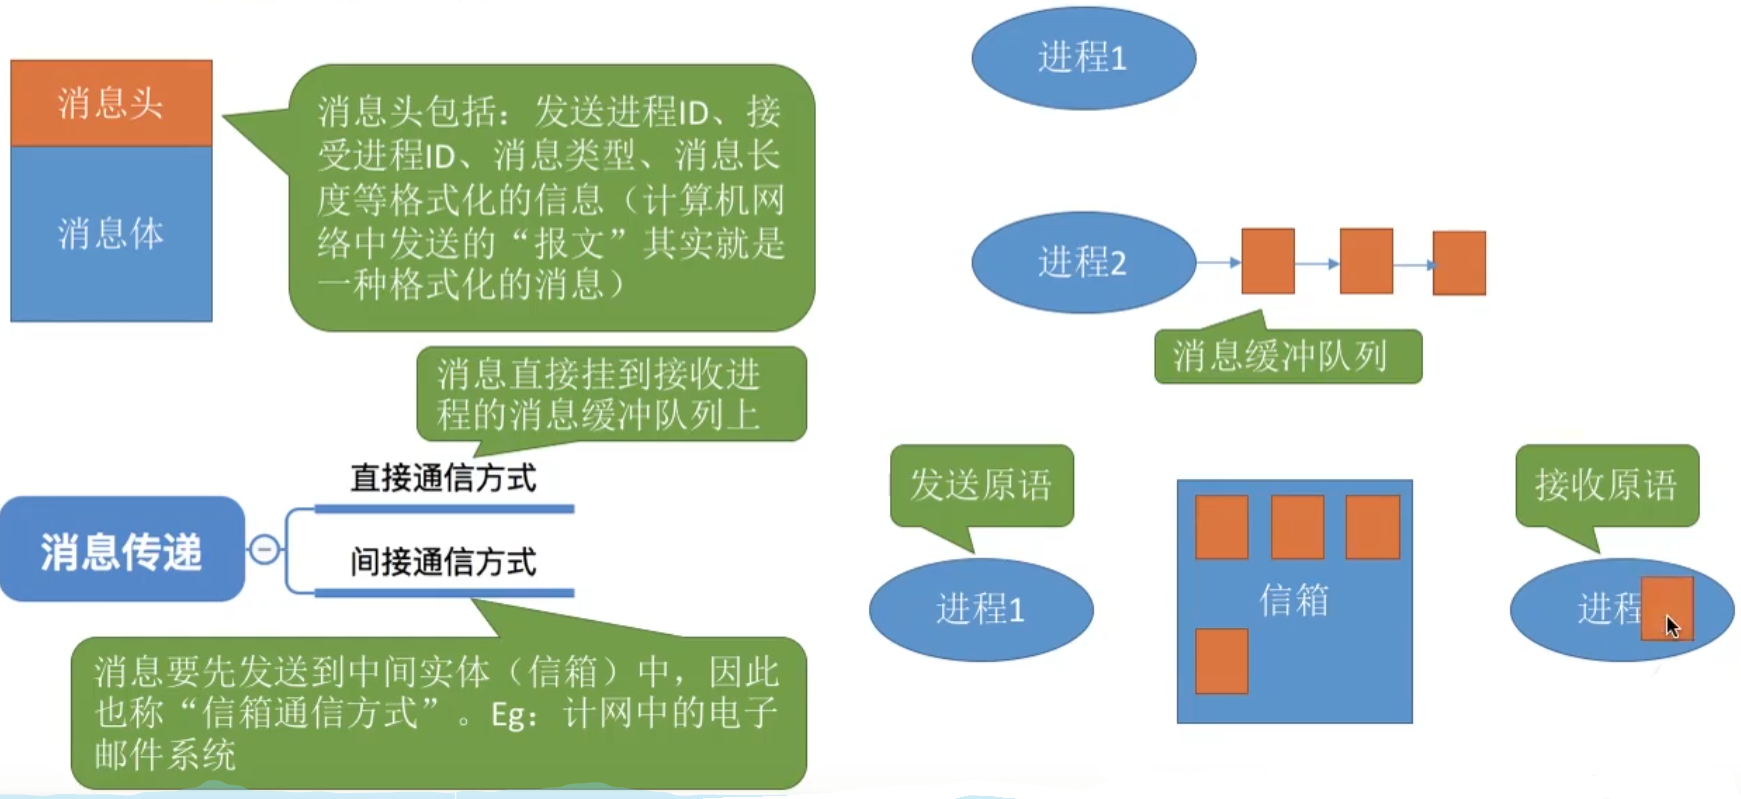 消息头
消息体
消息头包括：发送进程ID、接
受进程ID、消息类型、消息长
度等格式化的信息（计算机网
络中发送的“报文”其实就是
一种格式化的消息）
进程1
进程2
消息缓冲队列
消息直接挂到接收进
程的消息缓冲队列上
直接通信方式
消息传递
间接通信方式
消息要先发送到中间实体（信箱）中，因此
也称“信箱通信方式”。Eg：计网中的电子
邮件系统
发送原语
进程1
信箱
接收原语
进程